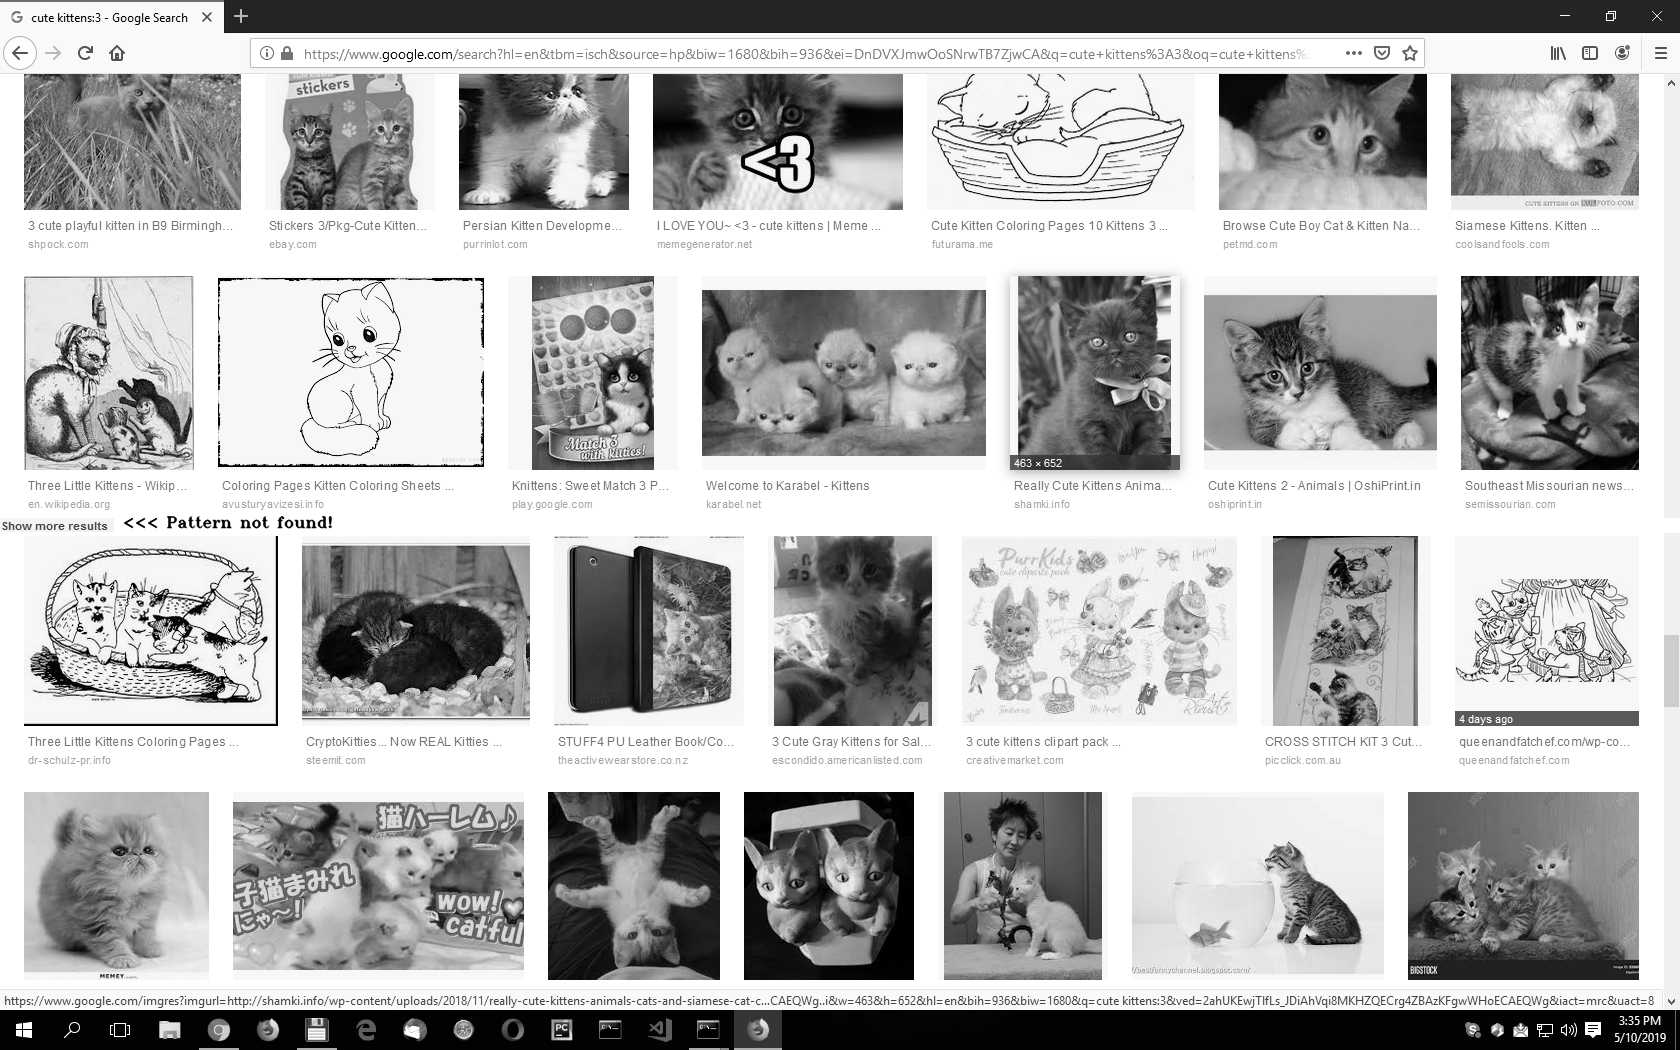 cute kittens:3 - Google Search
https://www.google.com/search?hl=en&tbm=isch&source=hp&biw=1680&bih=936&ei=DnDVXJmwOoSNrwTB7ZjwCA&q=cute+kittens%3A3&oq=cute+kittens%
stickers
<3
CUTE KITTENS ON
3 cute playful kitten in B9 Birmingh...
Stickers 3/Pkg-Cute Kitten...
Persian Kitten Developme...
I LOVE YOU~ <3 - cute kittens | Meme ...
Cute Kitten Coloring Pages 10 Kittens 3 ...
Browse Cute Boy Cat & Kitten Na...
Siamese Kittens. Kitten ...
shpock.com
ebay.com
purrinlot.com
memegenerator.net
futurama.me
petmd.com
coolsandfools.com
Match 3
with kitties!
463 × 652
Three Little Kittens - Wikip...
Coloring Pages Kitten Coloring Sheets ...
Knittens: Sweet Match 3 P...
Welcome to Karabel - Kittens
Really Cute Kittens Anima...
Cute Kittens 2 - Animals | OshiPrint.in
Southeast Missourian news...
en.wikipedia.org
avusturyavizesi.info
play.google.com
karabel.net
shamki.info
oshiprint.in
semissourian.com
Show more results
<<< Pattern not found!
PurrKids
cute cliparts pack
4 days ago
Three Little Kittens Coloring Pages ...
CryptoKitties... Now REAL Kitties ...
STUFF4 PU Leather Book/Co...
3 Cute Gray Kittens for Sal...
3 cute kittens clipart pack ...
CROSS STITCH KIT 3 Cut...
queenandfatchef.com/wp-co...
dr-schulz-pr.info
steemit.com
theactivewearstore.co.nz
escondido.americanlisted.com
creativemarket.com
picclick.com.au
queenandfatchef.com
猫ハーレム♪
子猫まみれ
にゃ〜！
wow!
catful
MEMEY
BIGSTOCK
https://www.google.com/imgres?imgurl=http://shamki.info/wp-content/uploads/2018/11/really-cute-kittens-animals-cats-and-siamese-cat-c...CAEQWg..i&w=463&h=652&hl=en&bih=936&biw=1680&q=cute kittens:3&ved=2ahUKEwjTlfLs_JDiAhVqi8MKHZQECrg4ZBAzKFgwWHoECAEQWg&iact=mrc&uact=8
3:35 PM
5/10/2019